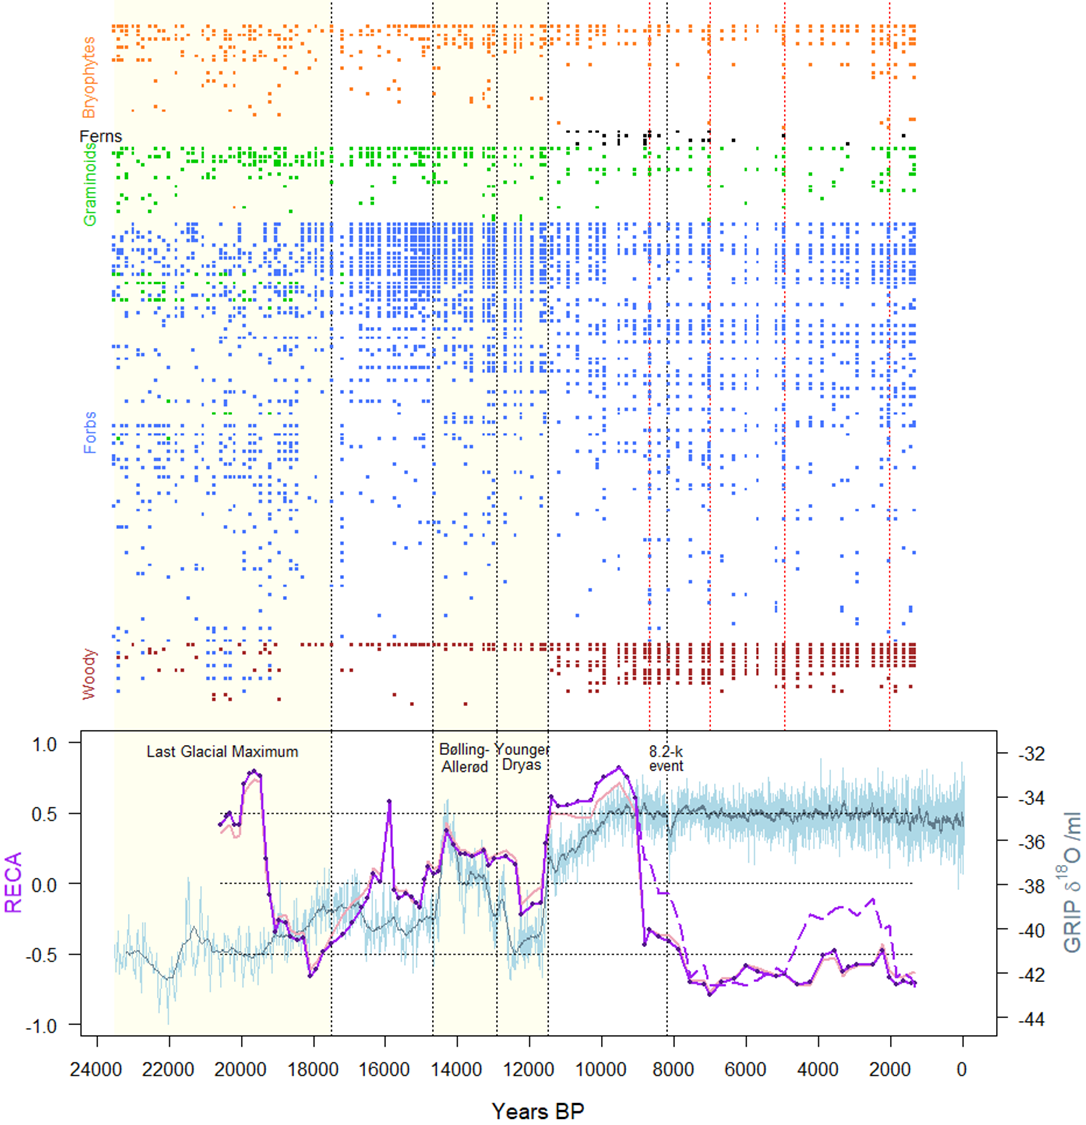 Bryophytes
Ferns
Graminoids
Forbs
Woody
Last Glacial Maximum
Bølling-
Allerød
Younger
Dryas
8.2-k
event
1.0
0.5
0.0
-0.5
-1.0
RECA
-32
-34
-36
-38
-40
-42
-44
GRIP δ18O /ml
24000 22000 20000 18000 16000 14000 12000 10000 8000 6000 4000 2000 0
Years BP